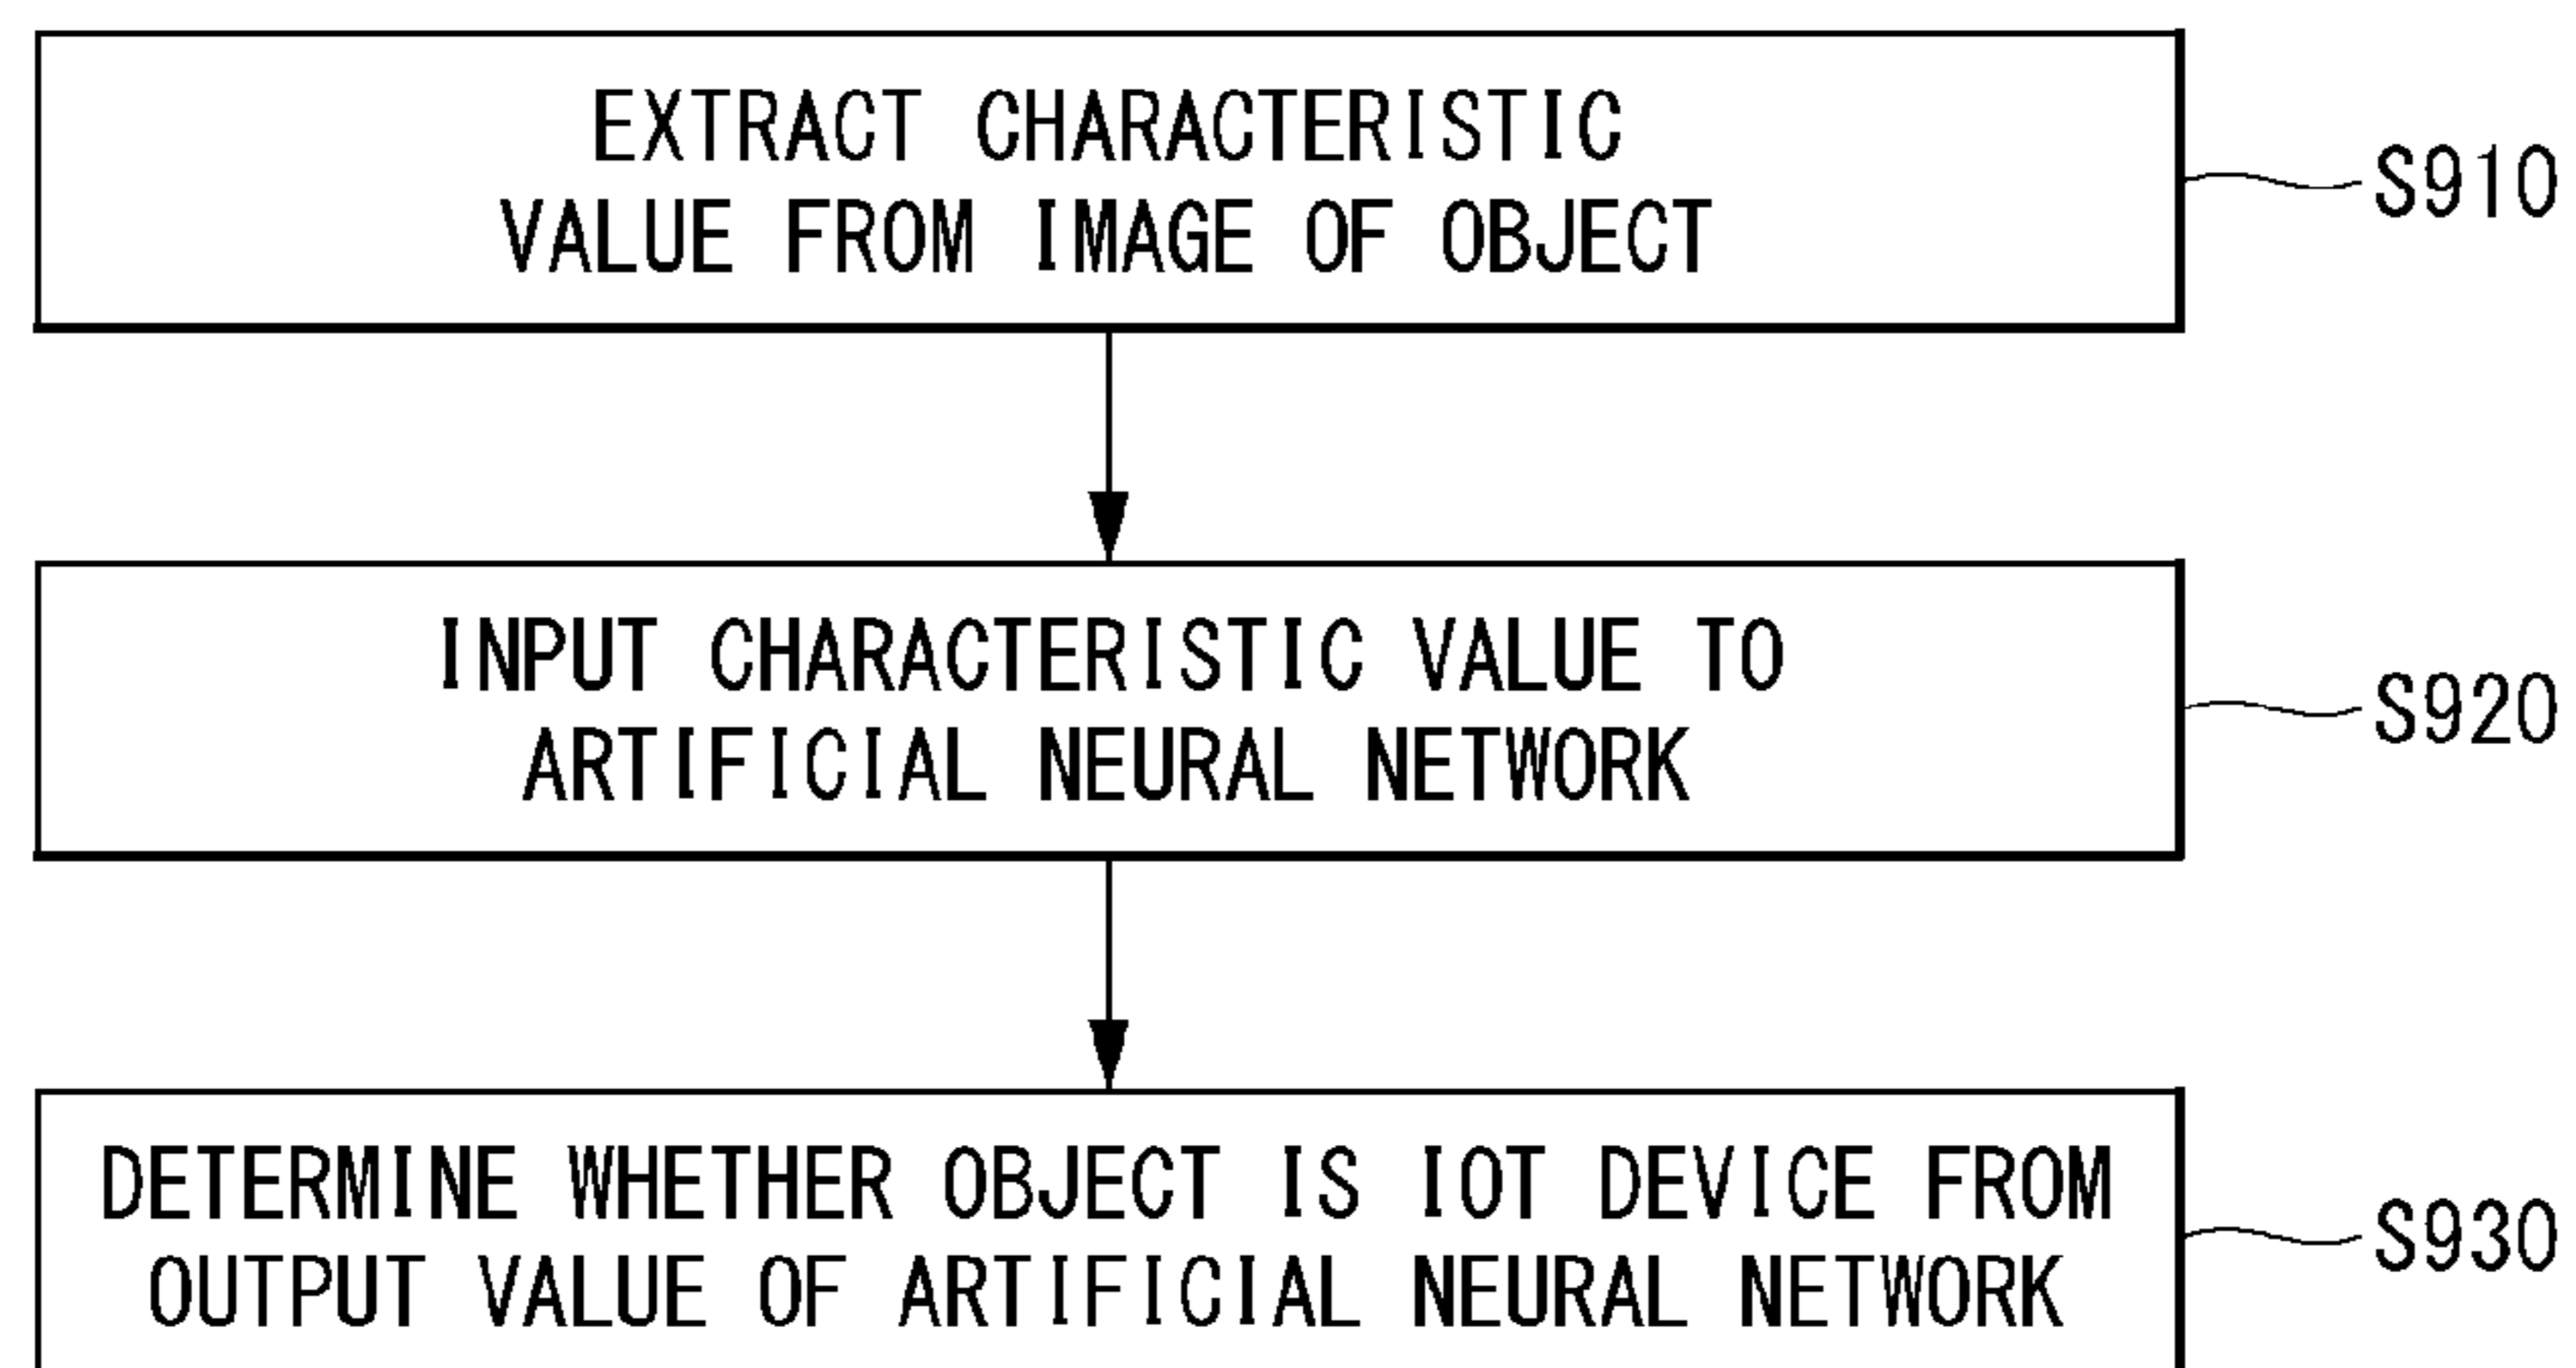 EXTRACT CHARACTERISTIC
VALUE FROM IMAGE OF OBJECT
S910
INPUT CHARACTERISTIC VALUE TO
ARTIFICIAL NEURAL NETWORK
S920
DETERMINE WHETHER OBJECT IS IOT DEVICE FROM
OUTPUT VALUE OF ARTIFICIAL NEURAL NETWORK
S930